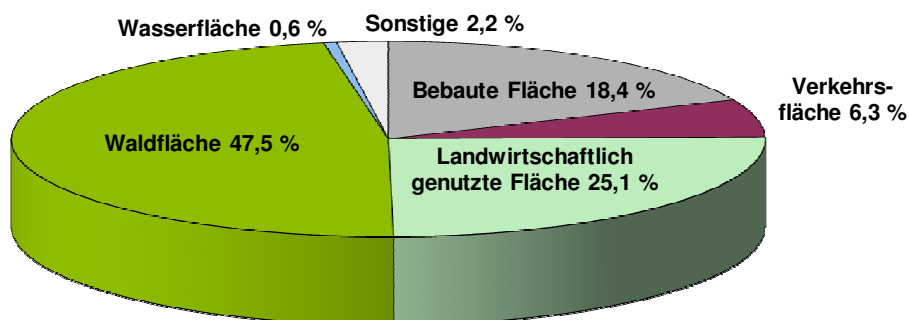 Wasserfläche 0,6 %
Sonstige 2,2 %
Bebaute Fläche 18,4 %
Verkehrs-
fläche 6,3 %
Waldfläche 47,5 %
Landwirtschaftlich
genutzte Fläche 25,1 %